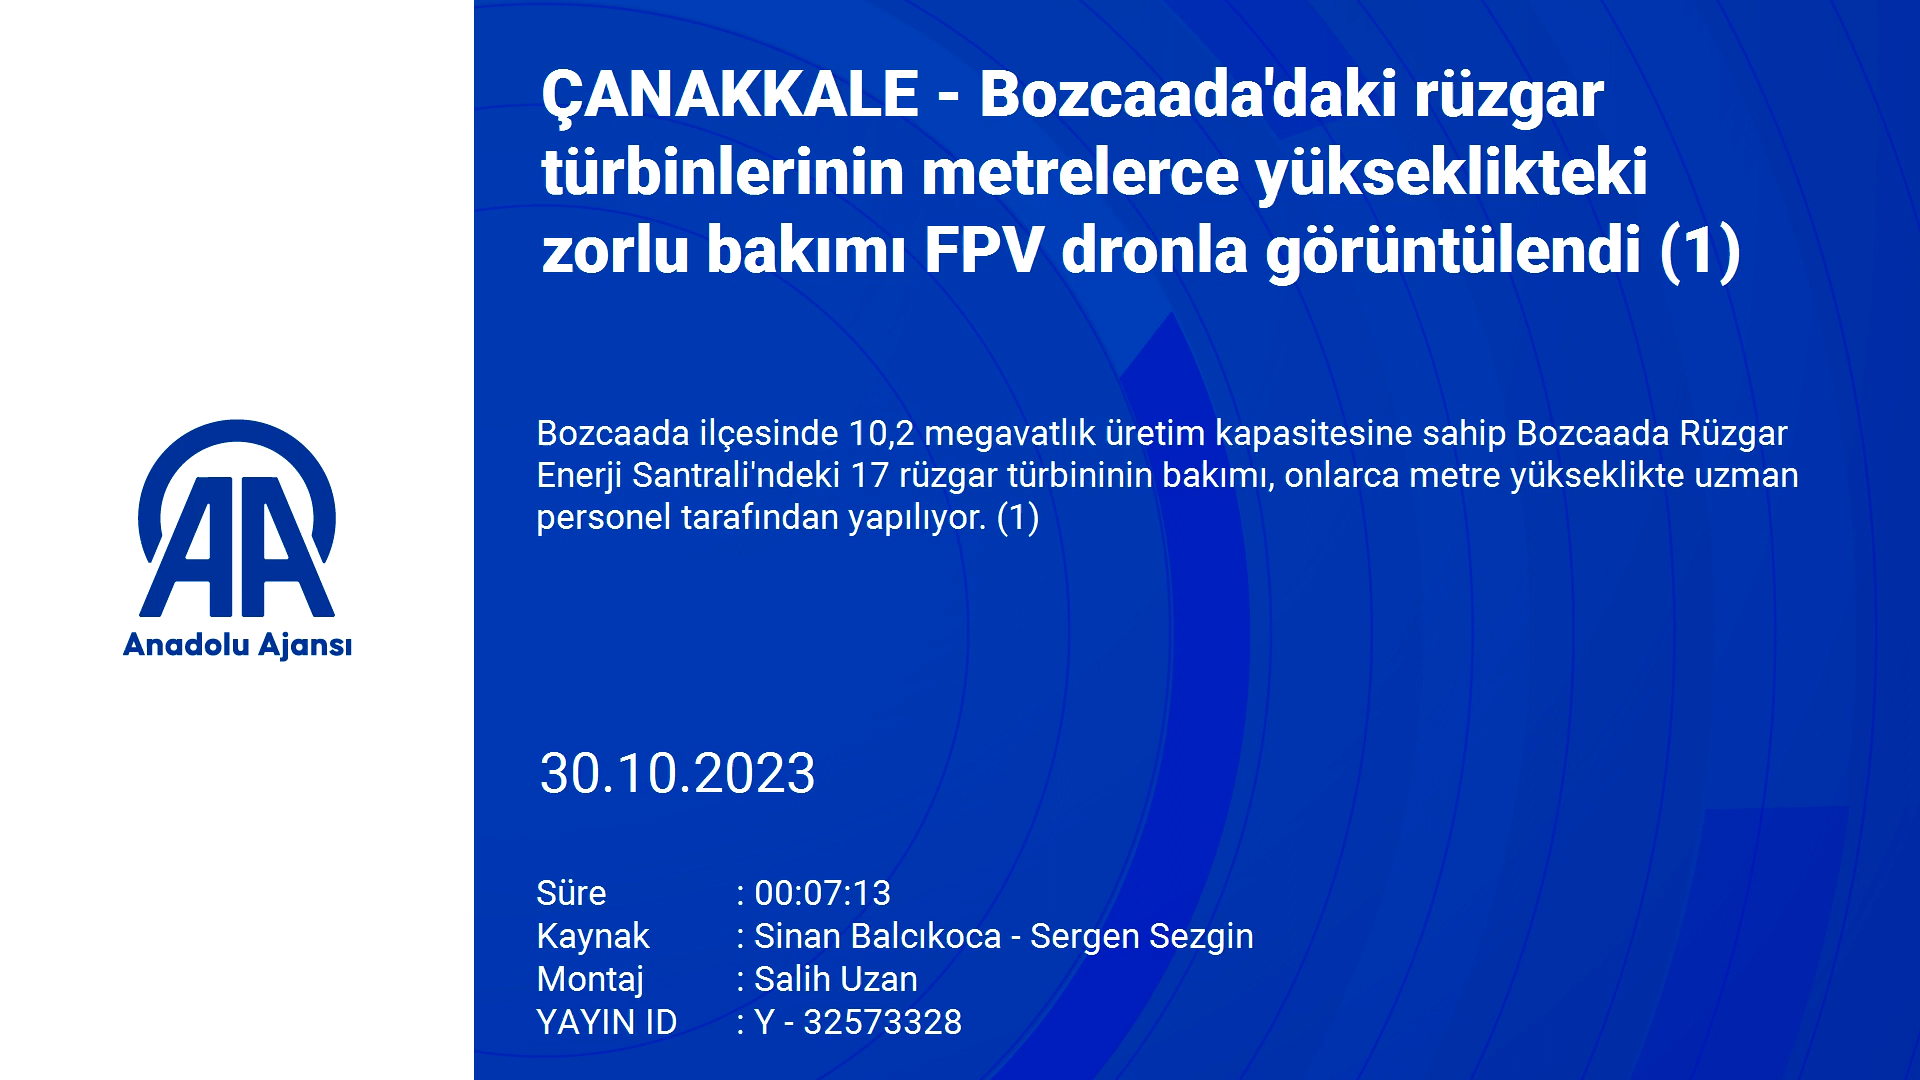 ÇANAKKALE - Bozcaada'daki rüzgar
türbinlerinin metrelerce yükseklikteki
zorlu bakımı FPV dronla görüntülendi (1)
Bozcaada ilçesinde 10,2 megavatlık üretim kapasitesine sahip Bozcaada Rüzgar
Enerji Santrali'ndeki 17 rüzgar türbininin bakımı, onlarca metre yükseklikte uzman
personel tarafından yapılıyor. (1)
AA
Anadolu Ajansı
30.10.2023
Süre : 00:07:13
Kaynak : Sinan Balcıkoca - Sergen Sezgin
Montaj : Salih Uzan
YAYIN ID : Y - 32573328